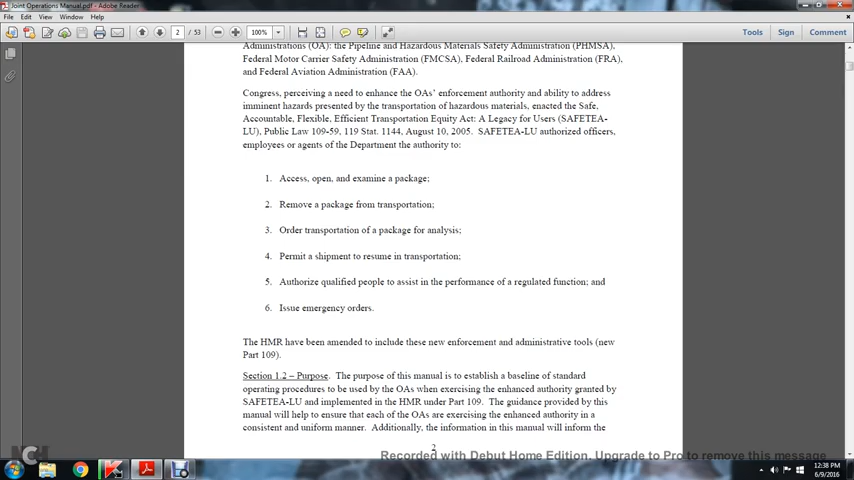 Joint Operations Manual.pdf - Adobe Reader
File Edit View Window Help
2 / 53 100% Tools Sign Comment
Administrations (OA): the Pipeline and Hazardous Materials Safety Administration (PHMSA),
Federal Motor Carrier Safety Administration (FMCSA), Federal Railroad Administration (FRA),
and Federal Aviation Administration (FAA).
Congress, perceiving a need to enhance the OAs' enforcement authority and ability to address
imminent hazards presented by the transportation of hazardous materials, enacted the Safe,
Accountable, Flexible, Efficient Transportation Equity Act: A Legacy for Users (SAFETEA-
LU), Public Law 109-59, 119 Stat. 1144, August 10, 2005. SAFETEA-LU authorized officers,
employees or agents of the Department the authority to:
1. Access, open, and examine a package;
2. Remove a package from transportation;
3. Order transportation of a package for analysis;
4. Permit a shipment to resume in transportation;
5. Authorize qualified people to assist in the performance of a regulated function; and
6. Issue emergency orders.
The HMR have been amended to include these new enforcement and administrative tools (new
Part 109).
Section 1.2 – Purpose. The purpose of this manual is to establish a baseline of standard
operating procedures to be used by the OAs when exercising the enhanced authority granted by
SAFETEA-LU and implemented in the HMR under Part 109. The guidance provided by this
manual will help to ensure that each of the OAs are exercising the enhanced authority in a
consistent and uniform manner. Additionally, the information in this manual will inform the
2
NCH
Recorded with Debut Home Edition. Upgrade to Pro to remove this message
12:38 PM
6/9/2016